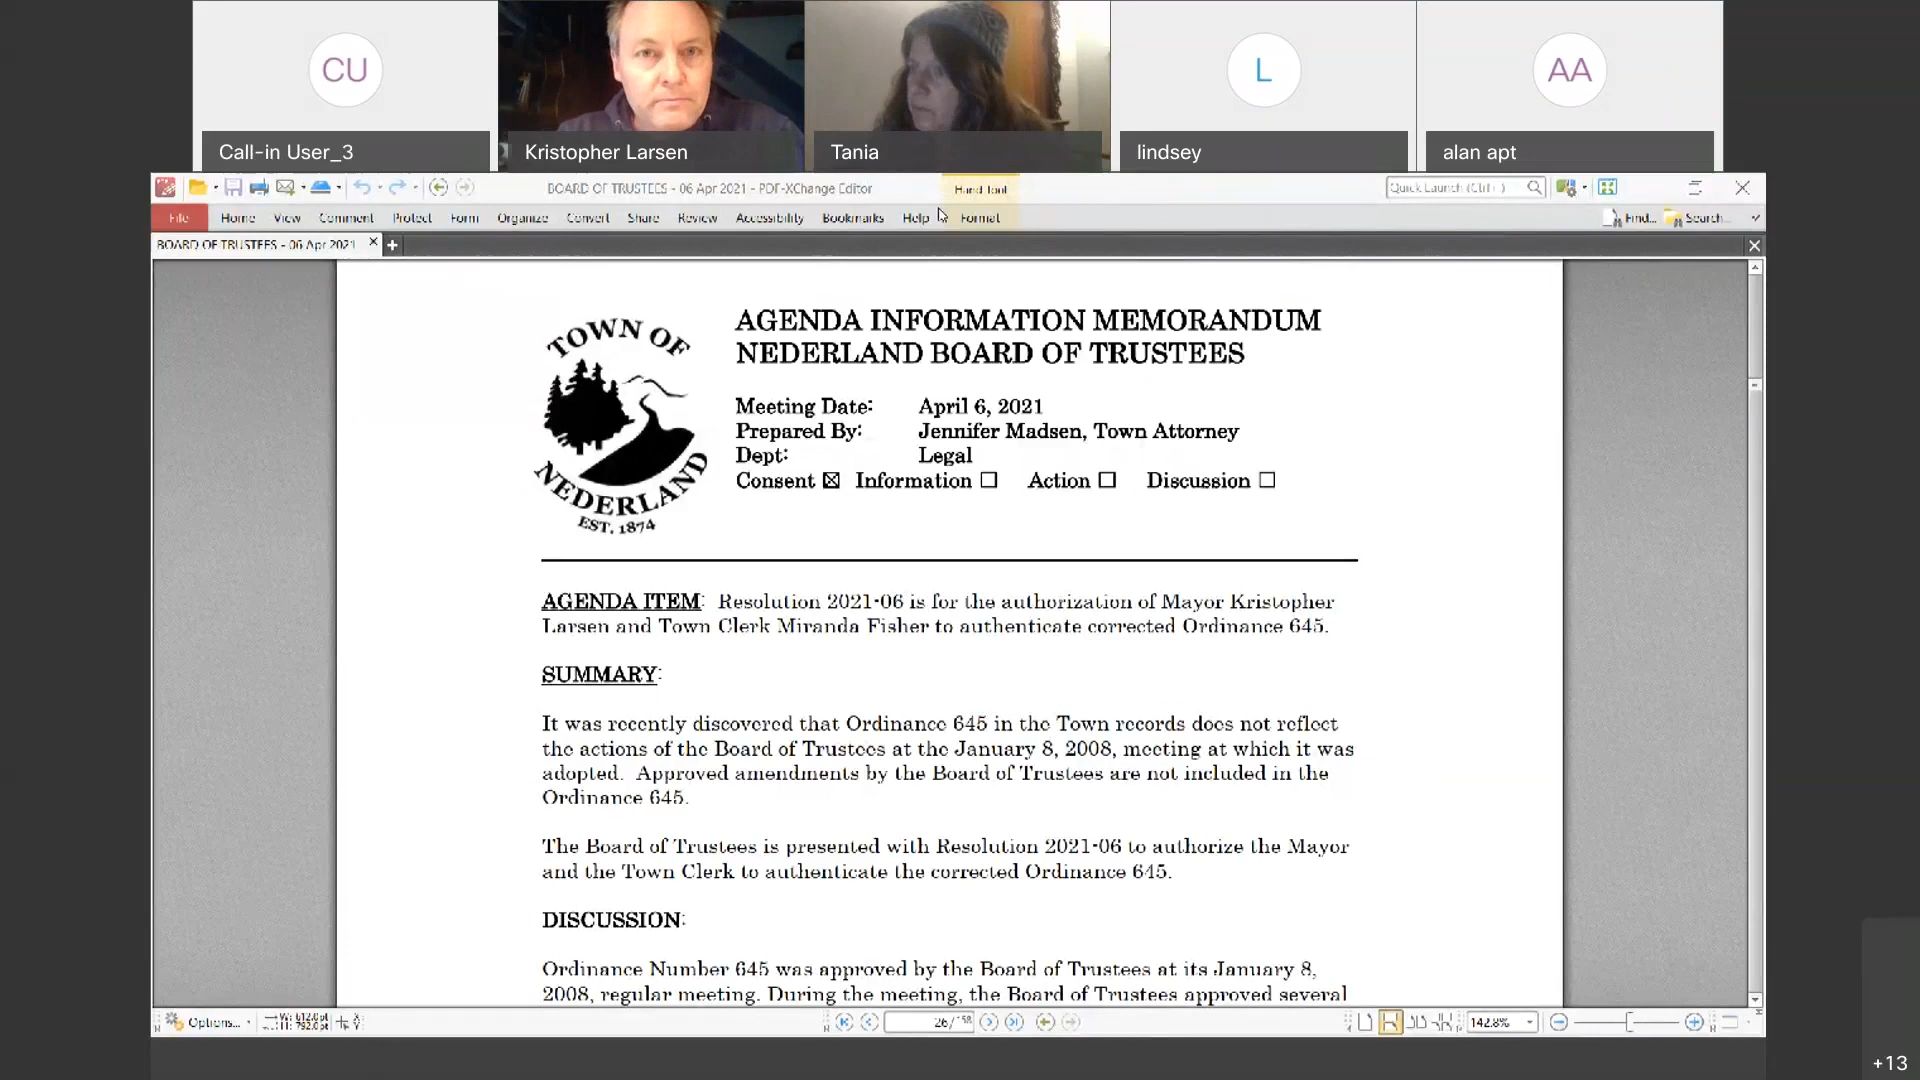 CU
L
AA
Call-in User_3
Kristopher Larsen
Tania
lindsey
alan apt
BOARD OF TRUSTEES - 06 Apr 2021 - PDF-XChange Editor
Hand Tool
Quick Launch (Ctrl+.)
File Home View Comment Protect Form Organize Convert Share Review Accessibility Bookmarks Help Format
Find... Search...
BOARD OF TRUSTEES - 06 Apr 2021
TOWN OF
NEDERLAND
EST. 1874
AGENDA INFORMATION MEMORANDUM
NEDERLAND BOARD OF TRUSTEES
Meeting Date: April 6, 2021
Prepared By: Jennifer Madsen, Town Attorney
Dept: Legal
Consent ☒ Information ☐ Action ☐ Discussion ☐
AGENDA ITEM: Resolution 2021-06 is for the authorization of Mayor Kristopher
Larsen and Town Clerk Miranda Fisher to authenticate corrected Ordinance 645.
SUMMARY:
It was recently discovered that Ordinance 645 in the Town records does not reflect
the actions of the Board of Trustees at the January 8, 2008, meeting at which it was
adopted. Approved amendments by the Board of Trustees are not included in the
Ordinance 645.
The Board of Trustees is presented with Resolution 2021-06 to authorize the Mayor
and the Town Clerk to authenticate the corrected Ordinance 645.
DISCUSSION:
Ordinance Number 645 was approved by the Board of Trustees at its January 8,
2008, regular meeting. During the meeting, the Board of Trustees approved several
Options...
W: 612.0pt
H: 792.0pt
X:
Y:
26/158
142.8%
+13